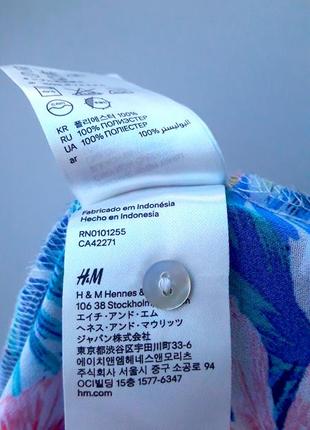 KR 폴리에스터 100%
RU 100% ПОЛИЭСТЕР
UA 100% ПОЛІЕСТЕР
ar البوليستر 100%
Fabricado em Indonésia
Hecho en Indonesia
RN0101255
CA42271
H&M
H & M Hennes &
106 38 Stockholm
エイチ・アンド・エム
ヘネス・アンド・マウリッツ
ジャパン株式会社
東京都渋谷区宇田川町33-6
에이치앤엠헤네스앤모리츠
주식회사 서울시 중구 소공로 94
OCI빌딩 15층 1577-6347
hm.com